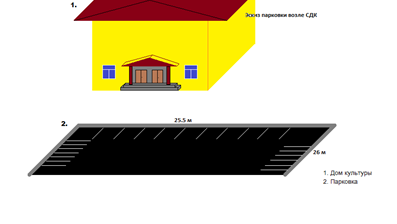 1.
Эскиз парковки возле СДК
2.
25.5 м
26 м
1. Дом культуры
2. Парковка